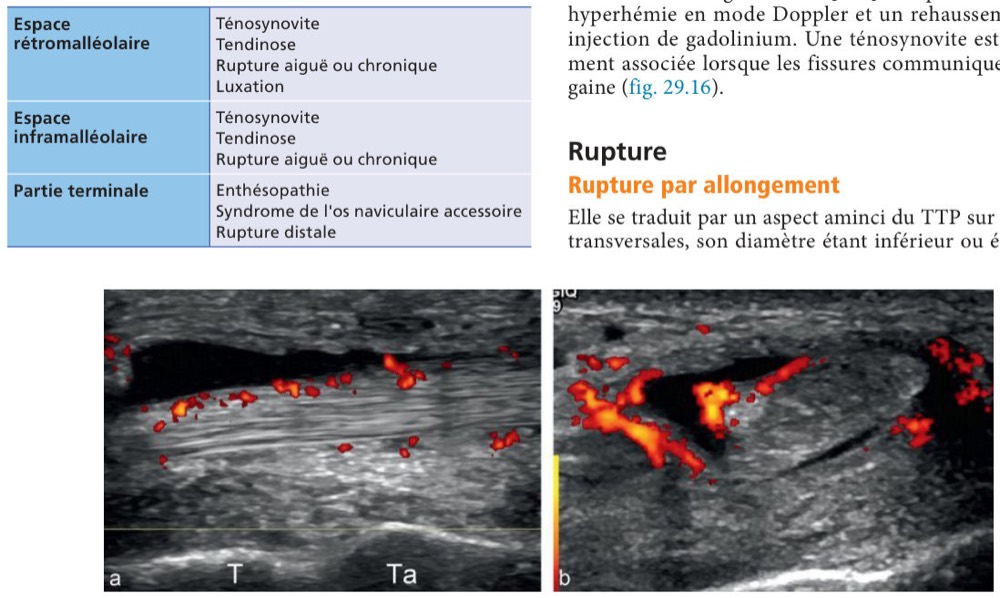 Espace
rétromalléolaire
Ténosynovite
Tendinose
Rupture aiguë ou chronique
Luxation
Espace
inframalléolaire
Ténosynovite
Tendinose
Rupture aiguë ou chronique
Partie terminale
Enthésopathie
Syndrome de l'os naviculaire accessoire
Rupture distale
hyperhémie en mode Doppler et un rehaussem
injection de gadolinium. Une ténosynovite est
ment associée lorsque les fissures communique
gaine (fig. 29.16).
Rupture
Rupture par allongement
Elle se traduit par un aspect aminci du TTP sur
transversales, son diamètre étant inférieur ou é
a
T
Ta
9
b